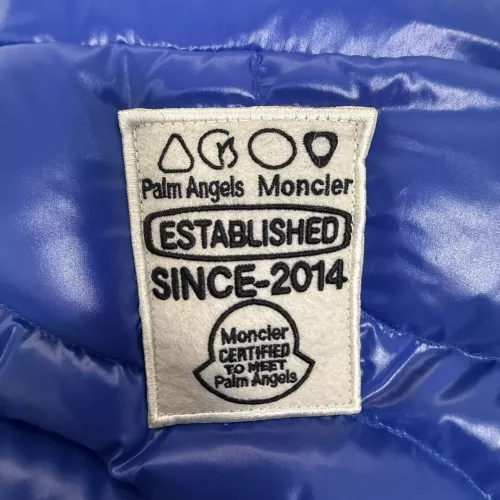 Palm Angels Moncler
ESTABLISHED
SINCE-2014
Moncler
CERTIFIED
TO MEET
Palm Angels